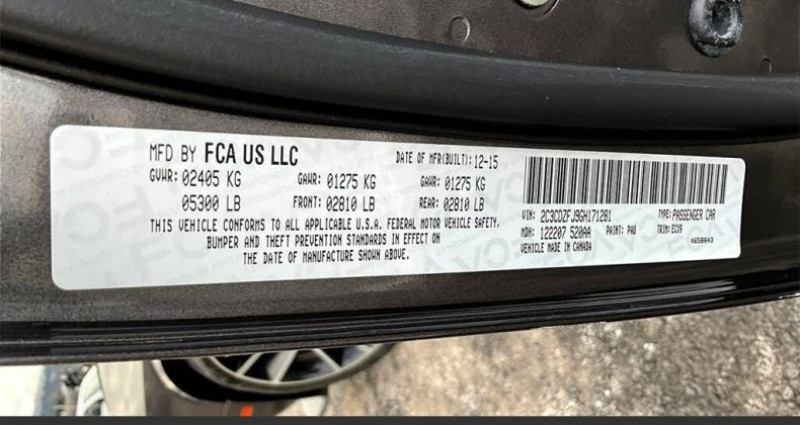 MFD BY FCA US LLC DATE OF MFR(BUILT): 12-15
GVWR: 02405 KG GAWR: 01275 KG GAWR: 01275 KG
05300 LB FRONT: 02810 LB REAR: 02810 LB
THIS VEHICLE CONFORMS TO ALL APPLICABLE U.S.A. FEDERAL MOTOR VEHICLE SAFETY,
BUMPER AND THEFT PREVENTION STANDARDS IN EFFECT ON
THE DATE OF MANUFACTURE SHOWN ABOVE.
VIN: 2C3CDZFJ9GH171281 TYPE: PASSENGER CAR
MDH: 122207 520AA PAINT: PAU TRIM: ECX9
VEHICLE MADE IN CANADA 4658943